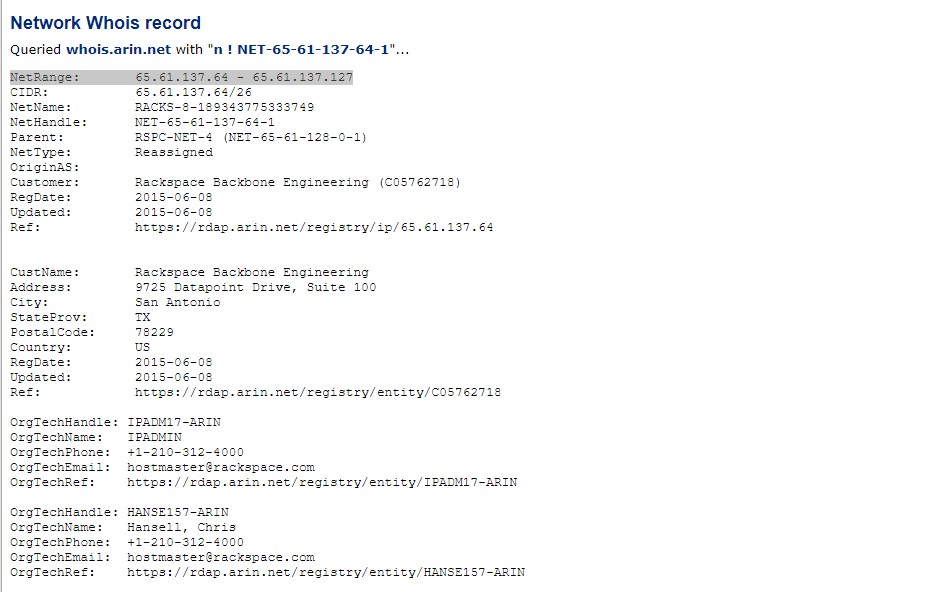 Network Whois record
Queried whois.arin.net with "n ! NET-65-61-137-64-1"...
NetRange: 65.61.137.64 - 65.61.137.127
CIDR: 65.61.137.64/26
NetName: RACKS-8-189343775333749
NetHandle: NET-65-61-137-64-1
Parent: RSPC-NET-4 (NET-65-61-128-0-1)
NetType: Reassigned
OriginAS:
Customer: Rackspace Backbone Engineering (C05762718)
RegDate: 2015-06-08
Updated: 2015-06-08
Ref: https://rdap.arin.net/registry/ip/65.61.137.64
CustName: Rackspace Backbone Engineering
Address: 9725 Datapoint Drive, Suite 100
City: San Antonio
StateProv: TX
PostalCode: 78229
Country: US
RegDate: 2015-06-08
Updated: 2015-06-08
Ref: https://rdap.arin.net/registry/entity/C05762718
OrgTechHandle: IPADM17-ARIN
OrgTechName: IPADMIN
OrgTechPhone: +1-210-312-4000
OrgTechEmail: hostmaster@rackspace.com
OrgTechRef: https://rdap.arin.net/registry/entity/IPADM17-ARIN
OrgTechHandle: HANSE157-ARIN
OrgTechName: Hansell, Chris
OrgTechPhone: +1-210-312-4000
OrgTechEmail: hostmaster@rackspace.com
OrgTechRef: https://rdap.arin.net/registry/entity/HANSE157-ARIN